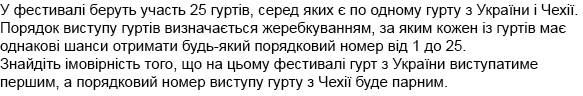 У фестивалі беруть участь 25 гуртів, серед яких є по одному гурту з України і Чехії.
Порядок виступу гуртів визначається жеребкуванням, за яким кожен із гуртів має
однакові шанси отримати будь-який порядковий номер від 1 до 25.
Знайдіть імовірність того, що на цьому фестивалі гурт з України виступатиме
першим, а порядковий номер виступу гурту з Чехії буде парним.